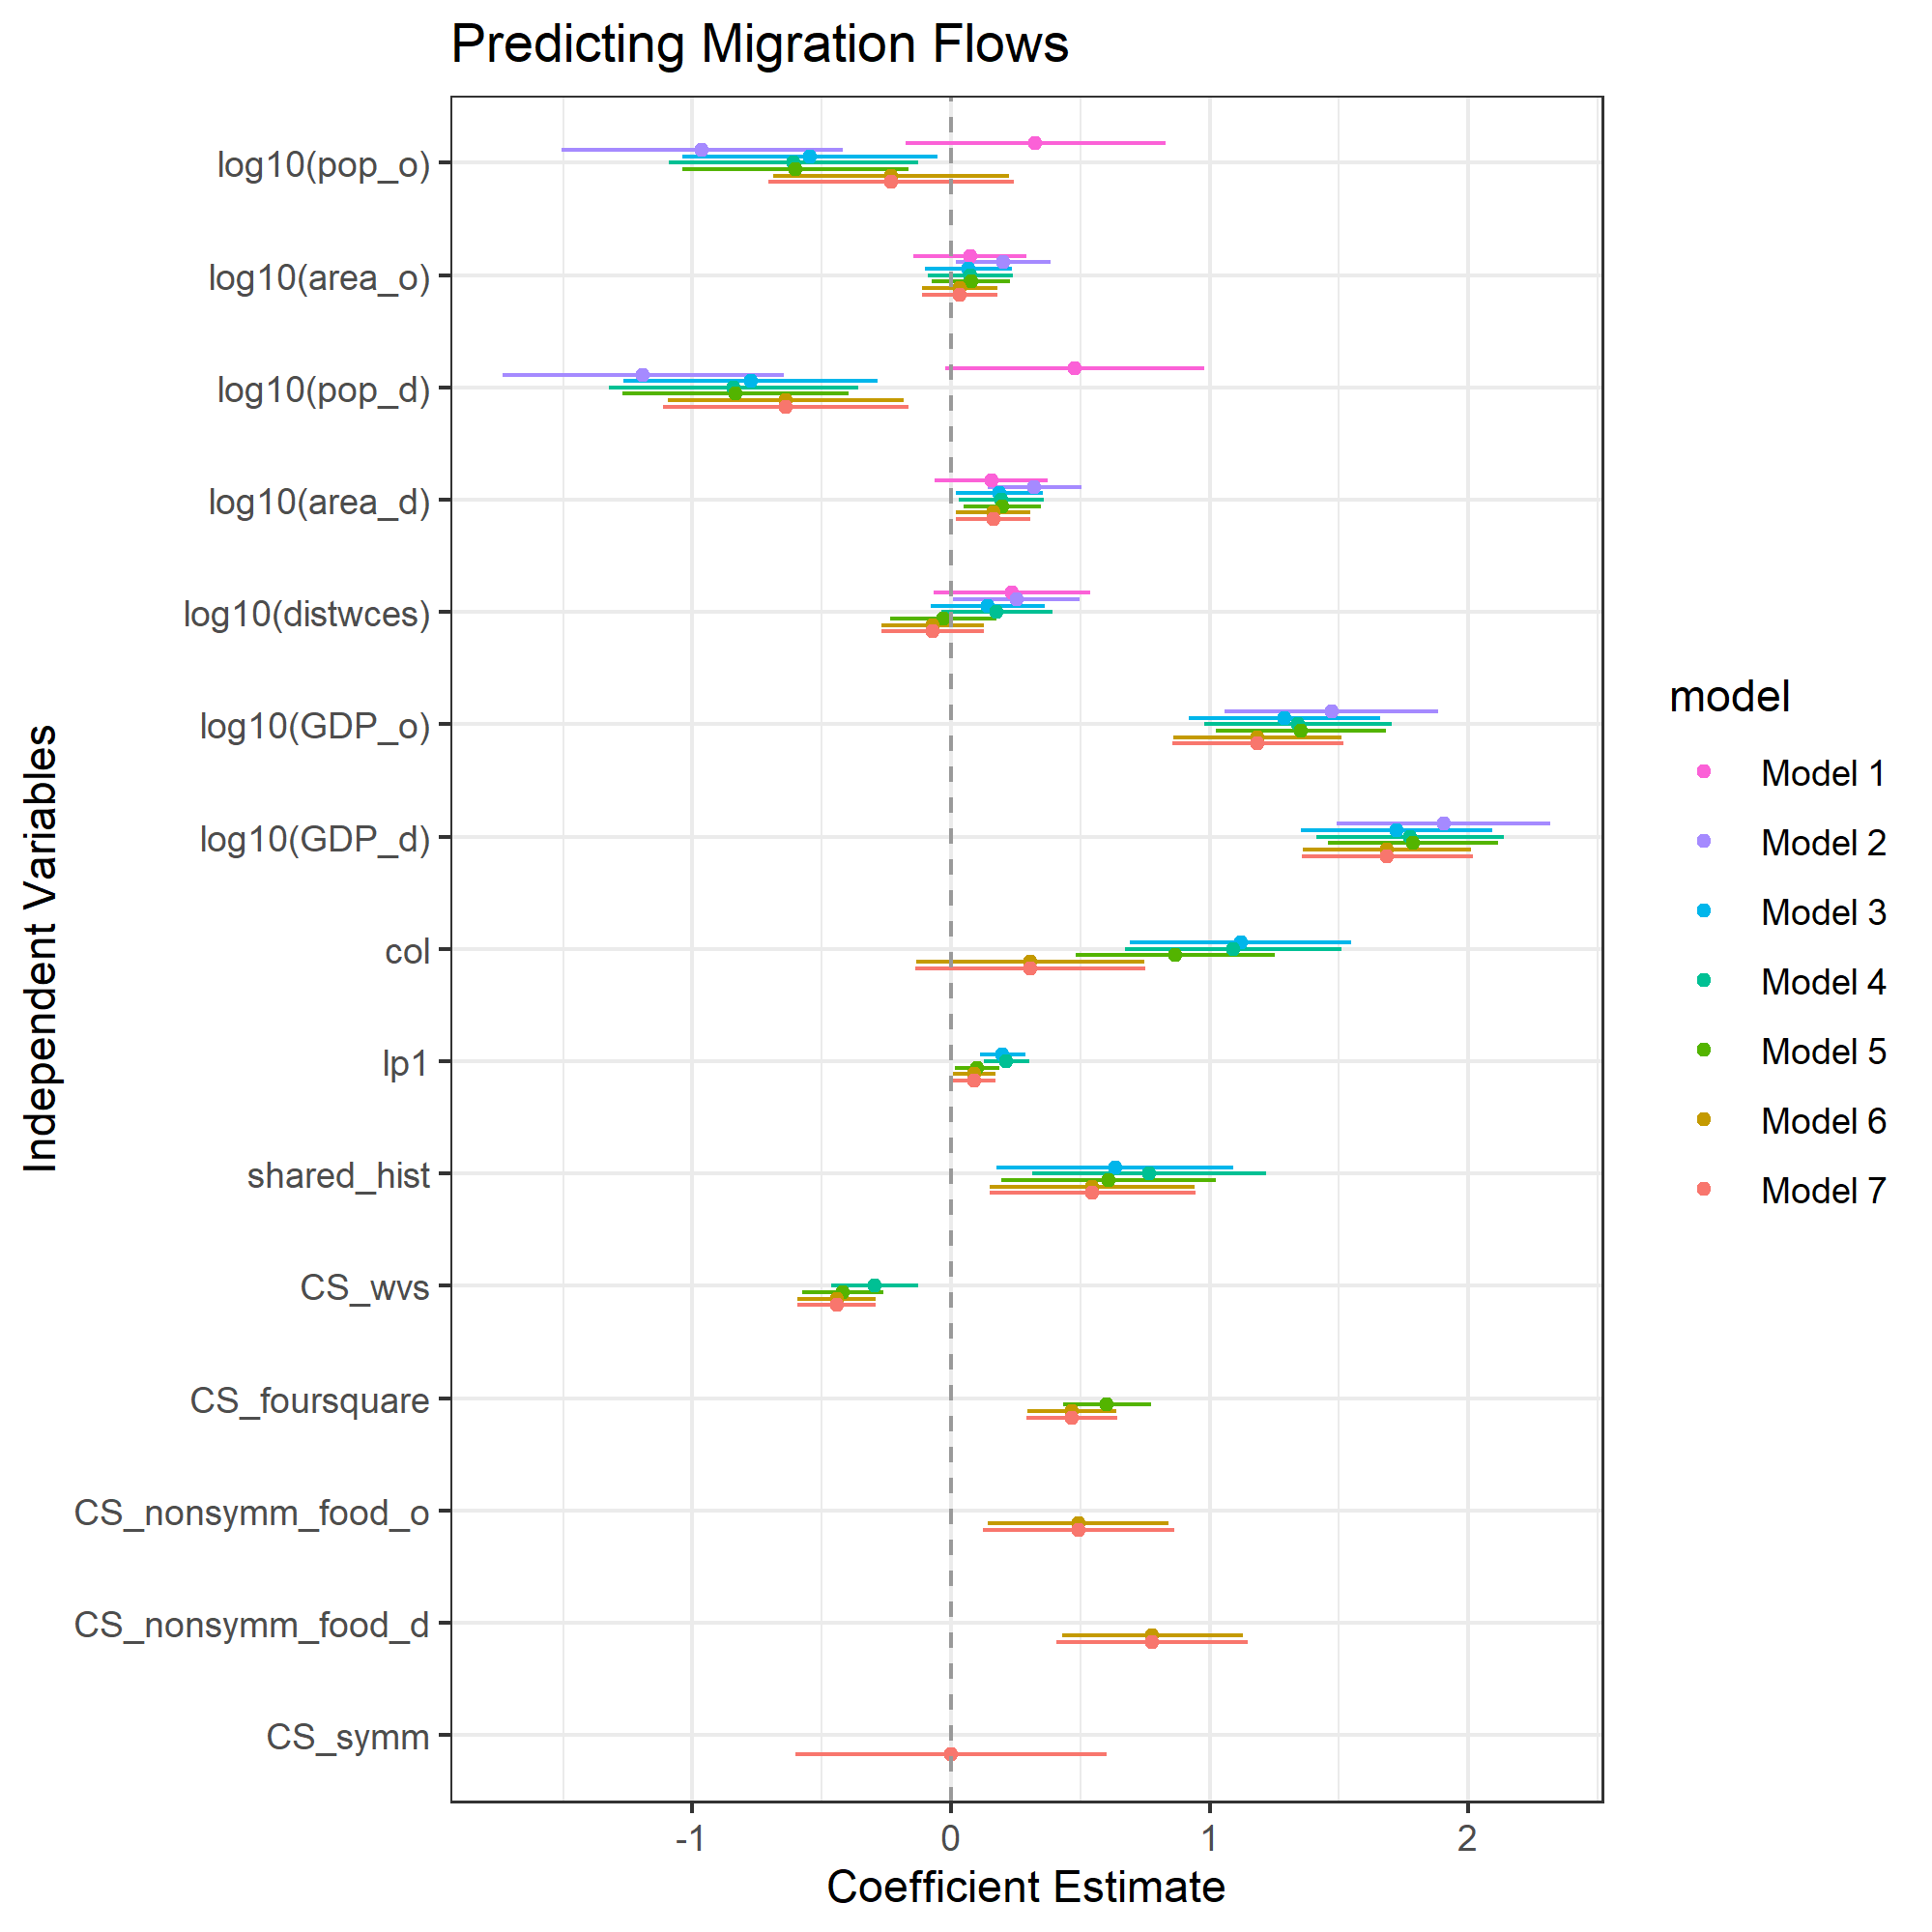 Predicting Migration Flows
log10(pop_o)
log10(area_o)
log10(pop_d)
log10(area_d)
log10(distwces)
log10(GDP_o)
log10(GDP_d)
col
lp1
shared_hist
CS_wvs
CS_foursquare
CS_nonsymm_food_o
CS_nonsymm_food_d
CS_symm
Independent Variables
-1 0 1 2
Coefficient Estimate
model
Model 1
Model 2
Model 3
Model 4
Model 5
Model 6
Model 7